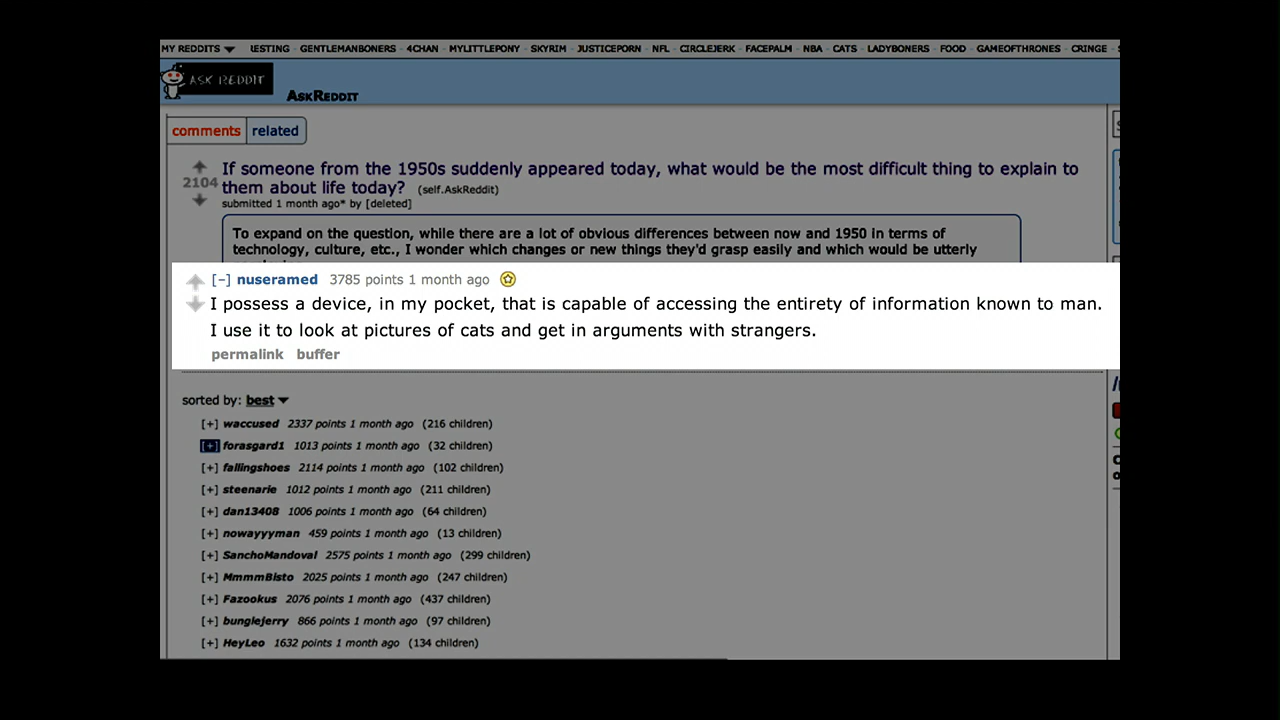 MY REDDITS TESTING - GENTLEMANBONERS - 4CHAN - MYLITTLEPONY - SKYRIM - JUSTICEPORN - NFL - CIRCLEJERK - FACEPALM - NBA - CATS - LADYBONERS - FOOD - GAMEOFTHRONES - CRINGE -
ASK REDDIT
ASKREDDIT
comments related
If someone from the 1950s suddenly appeared today, what would be the most difficult thing to explain to
2104 them about life today? (self.AskReddit)
submitted 1 month ago* by [deleted]
To expand on the question, while there are a lot of obvious differences between now and 1950 in terms of
technology, culture, etc., I wonder which changes or new things they'd grasp easily and which would be utterly
[–] nuseramed 3785 points 1 month ago
I possess a device, in my pocket, that is capable of accessing the entirety of information known to man.
I use it to look at pictures of cats and get in arguments with strangers.
permalink buffer
sorted by: best
[+] waccused 2337 points 1 month ago (216 children)
[+] forasgard1 1013 points 1 month ago (32 children)
[+] fallingshoes 2114 points 1 month ago (102 children)
[+] steenarie 1012 points 1 month ago (211 children)
[+] dan13408 1006 points 1 month ago (64 children)
[+] nowayyyman 459 points 1 month ago (13 children)
[+] SanchoMandoval 2575 points 1 month ago (299 children)
[+] MmmmBisto 2025 points 1 month ago (247 children)
[+] Fazookus 2076 points 1 month ago (437 children)
[+] bunglejerry 866 points 1 month ago (97 children)
[+] HeyLeo 1632 points 1 month ago (134 children)